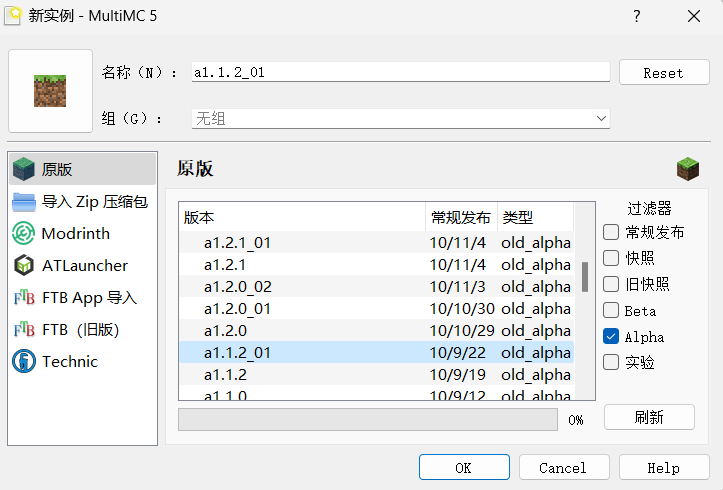 新实例 - MultiMC 5
名称（N）： a1.1.2_01 Reset
组（G）： 无组
原版
导入 Zip 压缩包
Modrinth
ATLauncher
FTB App 导入
FTB（旧版）
Technic
原版
版本 常规发布 类型
a1.2.1_01 10/11/4 old_alpha
a1.2.1 10/11/4 old_alpha
a1.2.0_02 10/11/3 old_alpha
a1.2.0_01 10/10/30 old_alpha
a1.2.0 10/10/29 old_alpha
a1.1.2_01 10/9/22 old_alpha
a1.1.2 10/9/19 old_alpha
a1.1.0 10/9/12 old_alpha
0%
过滤器
常规发布
快照
旧快照
Beta
Alpha
实验
刷新
OK Cancel Help